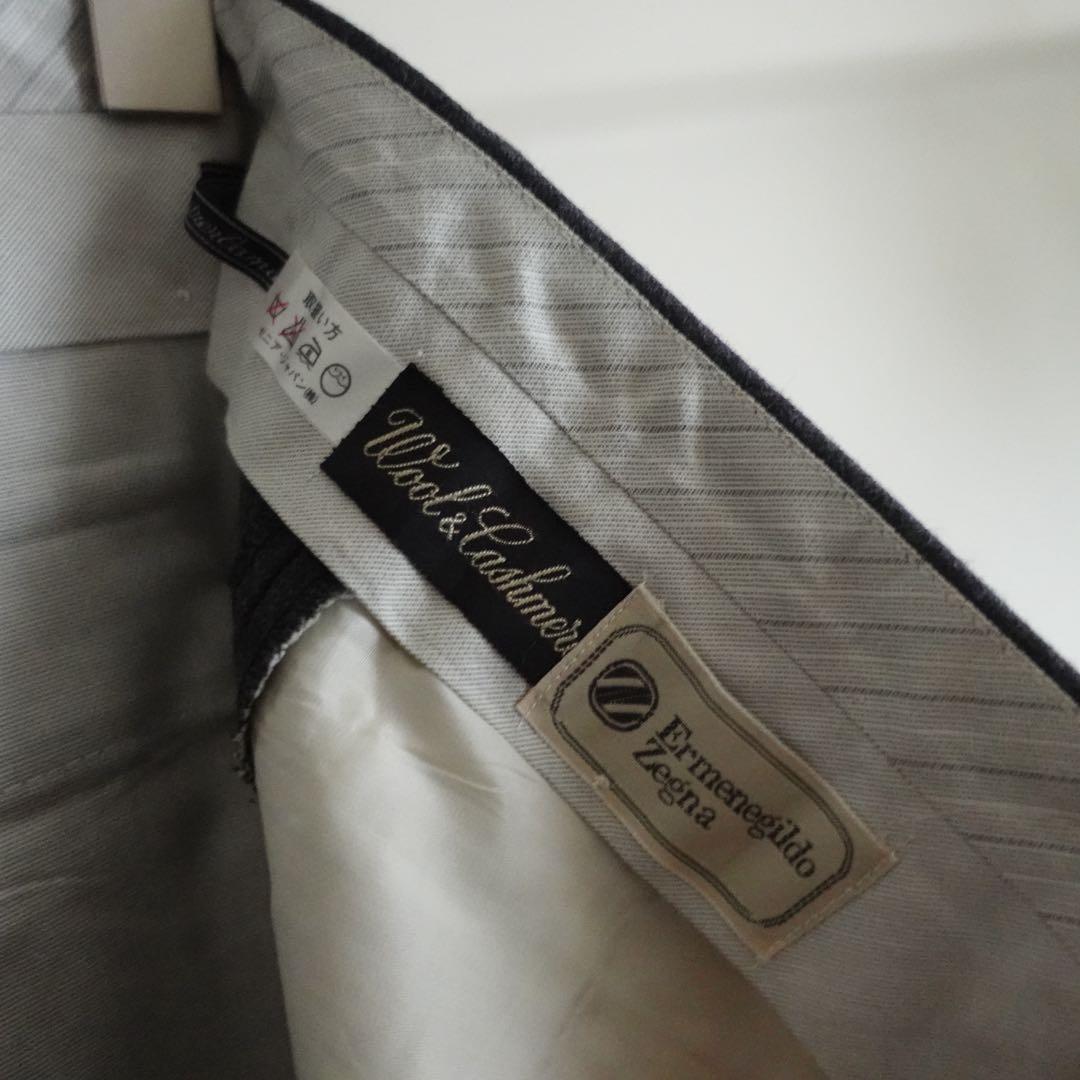 取扱い方
Wool & Cashmer
Ermenegildo
Zegna